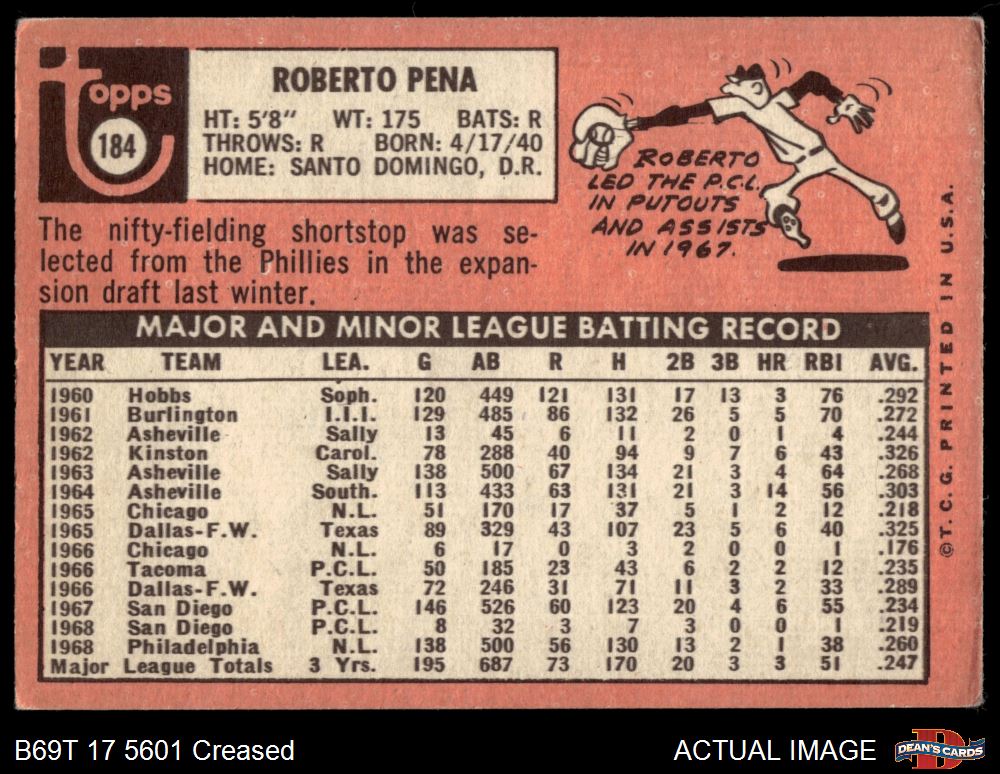 topps
184
ROBERTO PENA
HT: 5'8" WT: 175 BATS: R
THROWS: R BORN: 4/17/40
HOME: SANTO DOMINGO, D.R.
ROBERTO
LED THE P.C.L.
IN PUTOUTS
AND ASSISTS
IN 1967.
The nifty-fielding shortstop was se-
lected from the Phillies in the expan-
sion draft last winter.
MAJOR AND MINOR LEAGUE BATTING RECORD
YEAR TEAM LEA. G AB R H 2B 3B HR RBI AVG.
1960 Hobbs Soph. 120 449 121 131 17 13 3 76 .292
1961 Burlington I.I.I. 129 485 86 132 26 5 5 70 .272
1962 Asheville Sally 13 45 6 11 2 0 1 4 .244
1962 Kinston Carol. 78 288 40 94 9 7 6 43 .326
1963 Asheville Sally 138 500 67 134 21 3 4 64 .268
1964 Asheville South. 113 433 63 131 21 3 14 56 .303
1965 Chicago N.L. 51 170 17 37 5 1 2 12 .218
1965 Dallas-F.W. Texas 89 329 43 107 23 5 6 40 .325
1966 Chicago N.L. 6 17 0 3 2 0 0 1 .176
1966 Tacoma P.C.L. 50 185 23 43 6 2 2 12 .235
1966 Dallas-F.W. Texas 72 246 31 71 11 3 2 33 .289
1967 San Diego P.C.L. 146 526 60 123 20 4 6 55 .234
1968 San Diego P.C.L. 8 32 3 7 3 0 0 1 .219
1968 Philadelphia N.L. 138 500 56 130 13 2 1 38 .260
Major League Totals 3 Yrs. 195 687 73 170 20 3 3 51 .247
©T.C.G. PRINTED IN U.S.A.
B69T 17 5601 Creased
ACTUAL IMAGE
D
DEAN'S CARDS